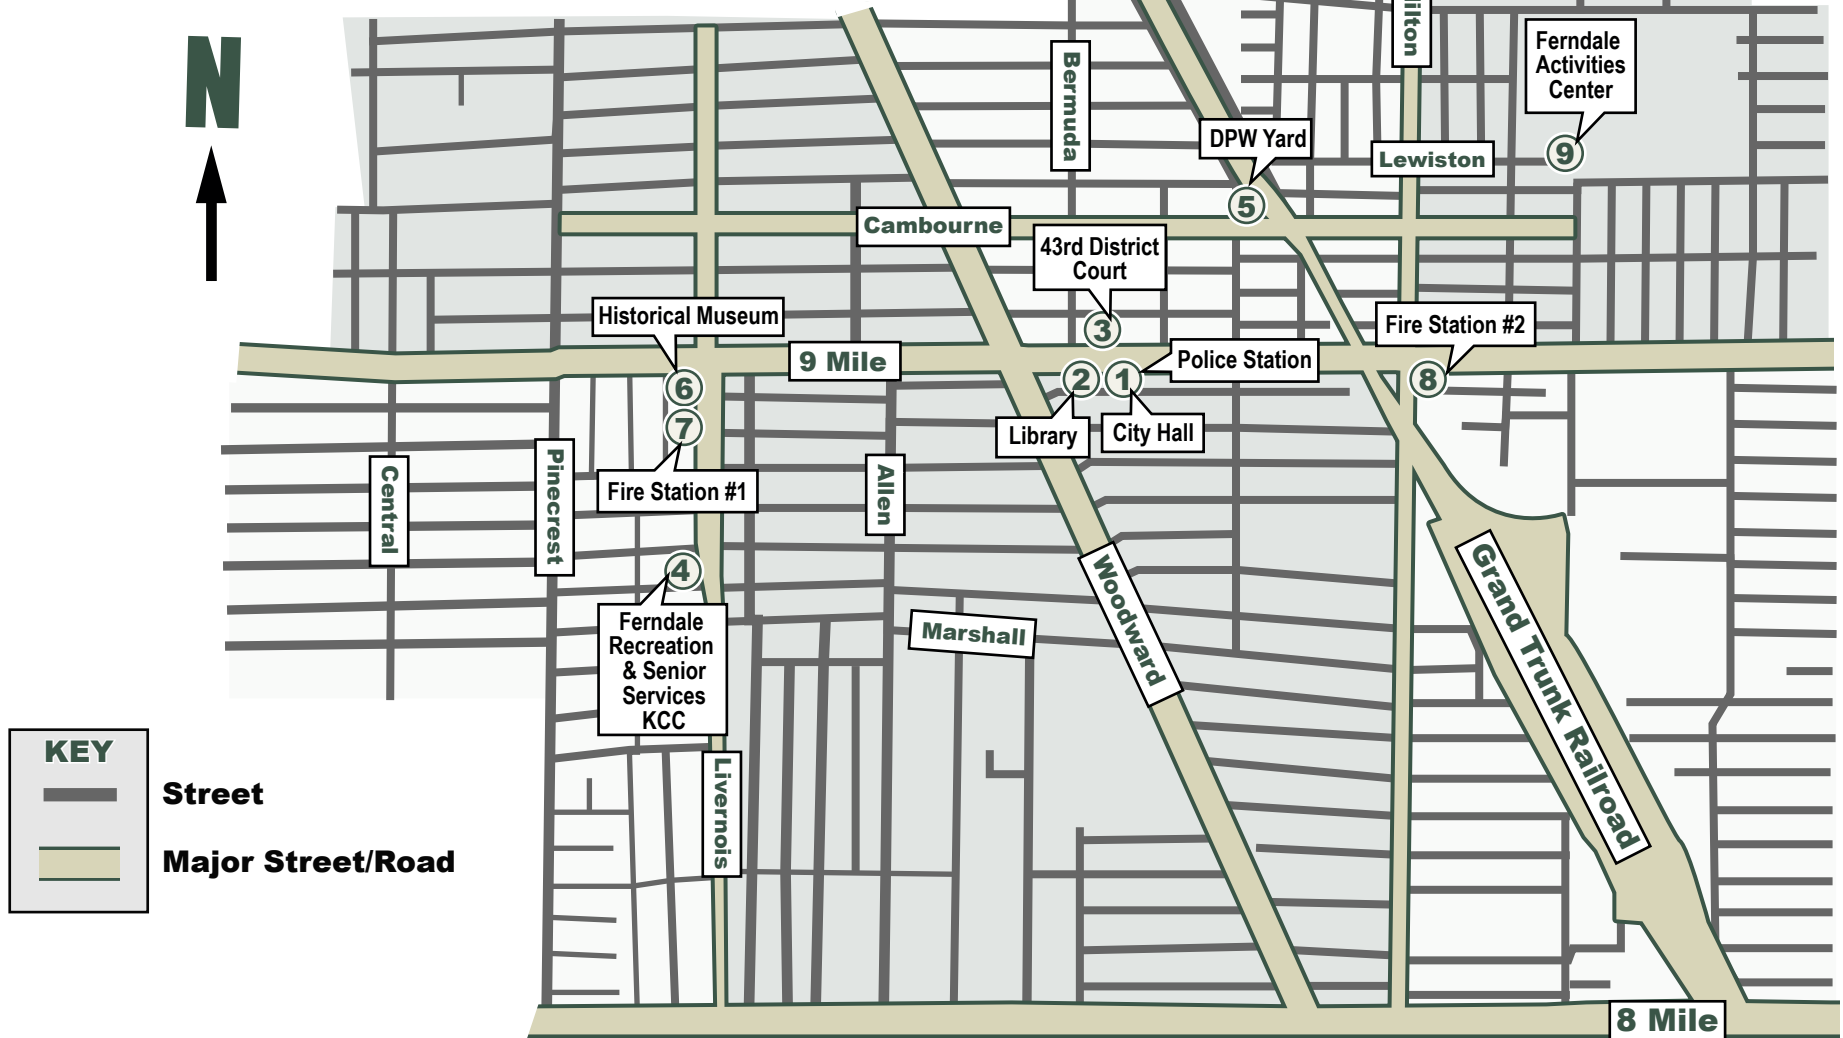 N
ilton
Ferndale
Activities
Center
9
Bermuda
DPW Yard
5
Lewiston
Cambourne
43rd District
Court
3
Historical Museum
6
9 Mile
Police Station
1
Fire Station #2
8
2
Library
City Hall
7
Fire Station #1
Central
Pinecrest
Allen
4
Ferndale
Recreation
& Senior
Services
KCC
Marshall
Woodward
Grand Trunk Railroad
Livernois
KEY
Street
Major Street/Road
8 Mile